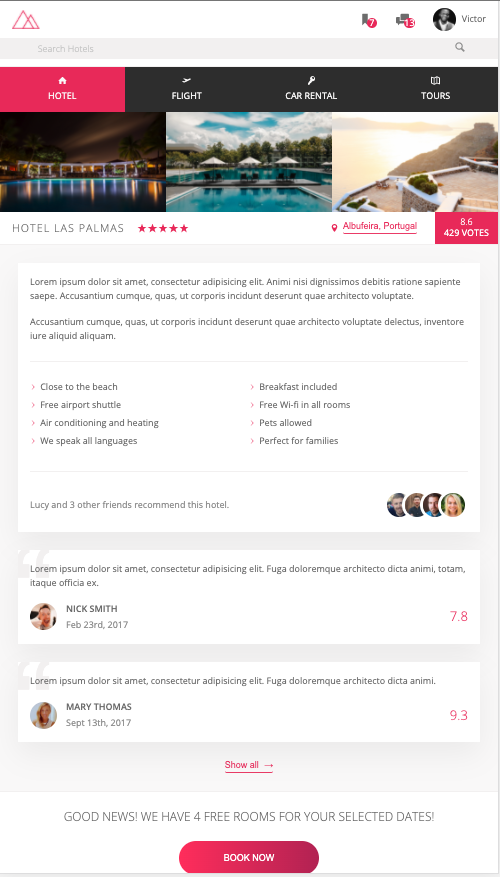 7
13
Victor
Search Hotels
HOTEL
FLIGHT
CAR RENTAL
TOURS
HOTEL LAS PALMAS
Albufeira, Portugal
8.6
429 VOTES
Lorem ipsum dolor sit amet, consectetur adipisicing elit. Animi nisi dignissimos debitis ratione sapiente
saepe. Accusantium cumque, quas, ut corporis incidunt deserunt quae architecto voluptate.
Accusantium cumque, quas, ut corporis incidunt deserunt quae architecto voluptate delectus, inventore
iure aliquid aliquam.
Close to the beach
Free airport shuttle
Air conditioning and heating
We speak all languages
Breakfast included
Free Wi-fi in all rooms
Pets allowed
Perfect for families
Lucy and 3 other friends recommend this hotel.
Lorem ipsum dolor sit amet, consectetur adipisicing elit. Fuga doloremque architecto dicta animi, totam,
itaque officia ex.
NICK SMITH
Feb 23rd, 2017
7.8
Lorem ipsum dolor sit amet, consectetur adipisicing elit. Fuga doloremque architecto dicta animi.
MARY THOMAS
Sept 13th, 2017
9.3
Show all →
GOOD NEWS! WE HAVE 4 FREE ROOMS FOR YOUR SELECTED DATES!
BOOK NOW